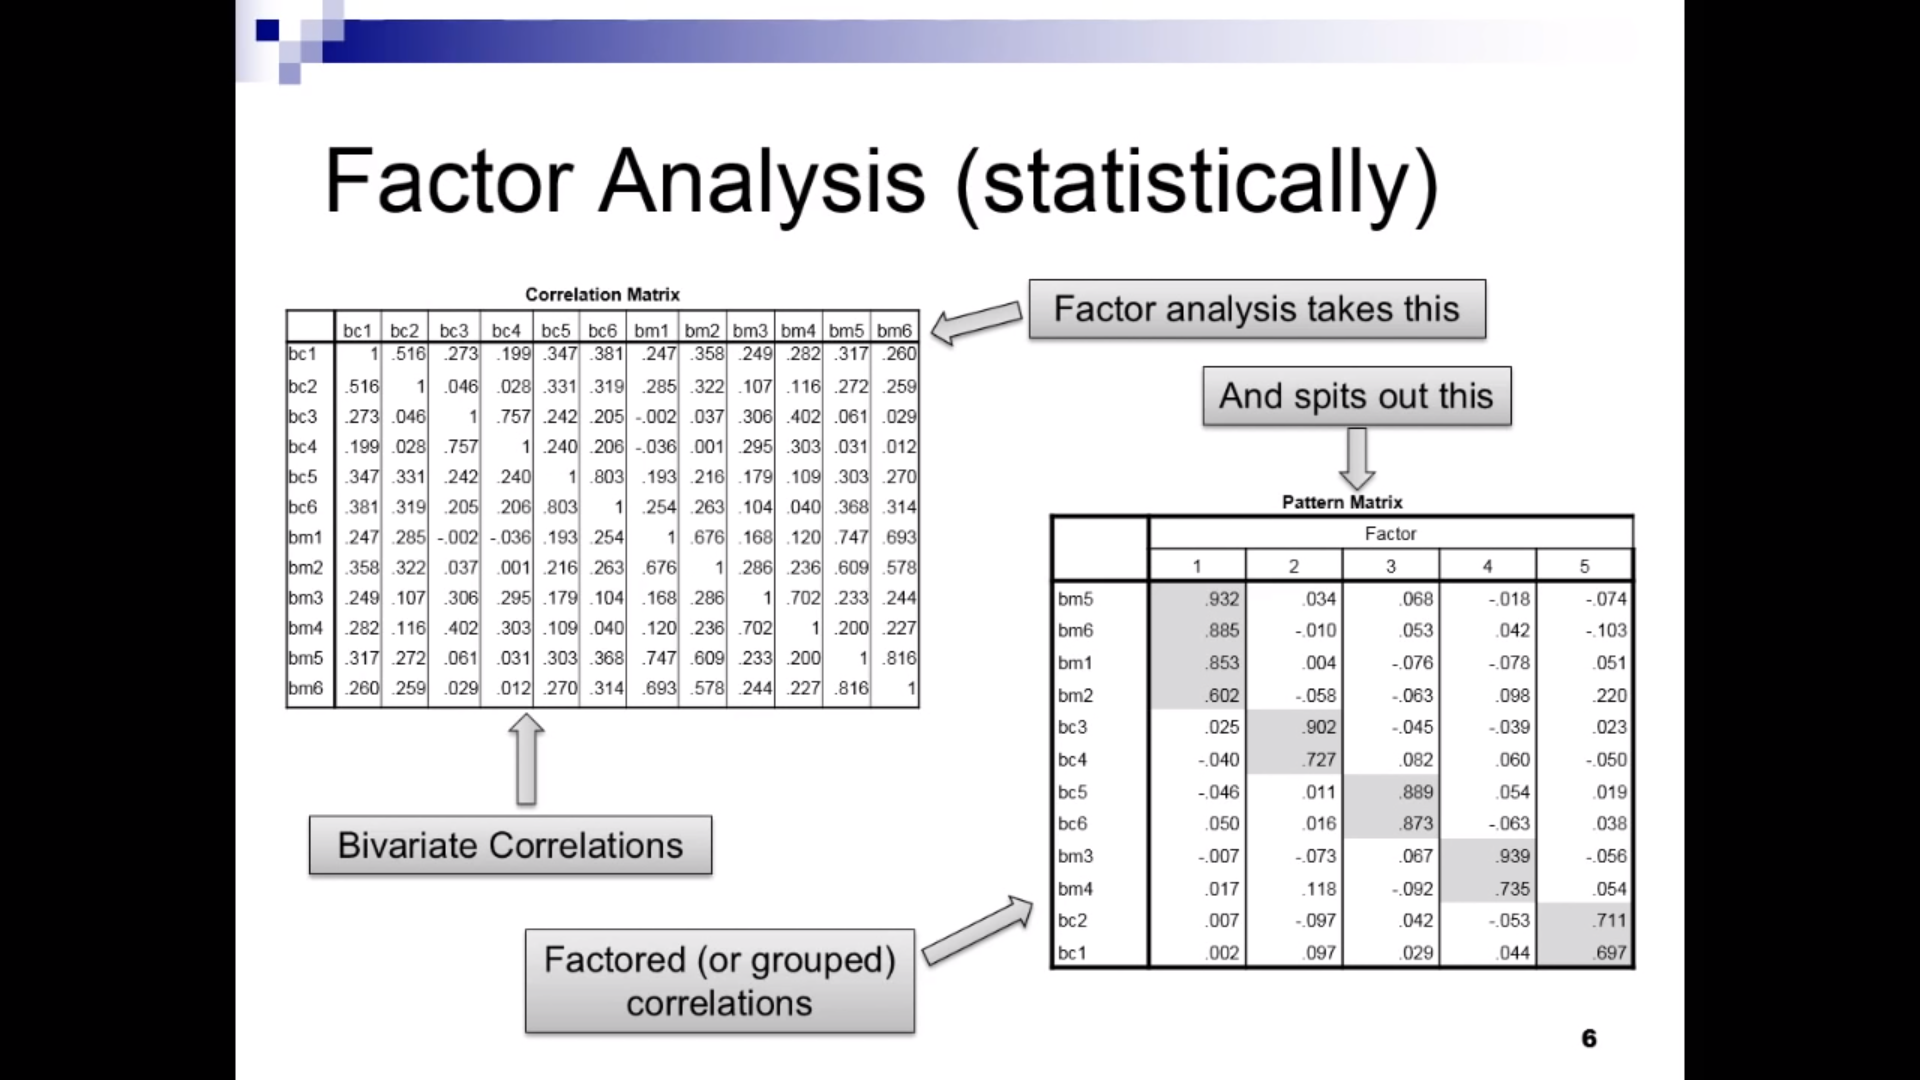 Factor Analysis (statistically)
Correlation Matrix
bc1 bc2 bc3 bc4 bc5 bc6 bm1 bm2 bm3 bm4 bm5 bm6
bc1 1 .516 .273 .199 .347 .381 .247 .358 .249 .282 .317 .260
bc2 .516 1 .046 .028 .331 .319 .285 .322 .107 .116 .272 .259
bc3 .273 .046 1 .757 .242 .205 -.002 .037 .306 .402 .061 .029
bc4 .199 .028 .757 1 .240 .206 -.036 .001 .295 .303 .031 .012
bc5 .347 .331 .242 .240 1 .803 .193 .216 .179 .109 .303 .270
bc6 .381 .319 .205 .206 .803 1 .254 .263 .104 .040 .368 .314
bm1 .247 .285 -.002 -.036 .193 .254 1 .676 .168 .120 .747 .693
bm2 .358 .322 .037 .001 .216 .263 .676 1 .286 .236 .609 .578
bm3 .249 .107 .306 .295 .179 .104 .168 .286 1 .702 .233 .244
bm4 .282 .116 .402 .303 .109 .040 .120 .236 .702 1 .200 .227
bm5 .317 .272 .061 .031 .303 .368 .747 .609 .233 .200 1 .816
bm6 .260 .259 .029 .012 .270 .314 .693 .578 .244 .227 .816 1
Factor analysis takes this
And spits out this
Pattern Matrix
Factor
1 2 3 4 5
bm5 .932 .034 .068 -.018 -.074
bm6 .885 -.010 .053 .042 -.103
bm1 .853 .004 -.076 -.078 .051
bm2 .602 -.058 -.063 .098 .220
bc3 .025 .902 -.045 -.039 .023
bc4 -.040 .727 .082 .060 -.050
bc5 -.046 .011 .889 .054 .019
bc6 .050 .016 .873 -.063 .038
bm3 -.007 -.073 .067 .939 -.056
bm4 .017 .118 -.092 .735 .054
bc2 .007 -.097 .042 -.053 .711
bc1 .002 .097 .029 .044 .697
Bivariate Correlations
Factored (or grouped)
correlations
6